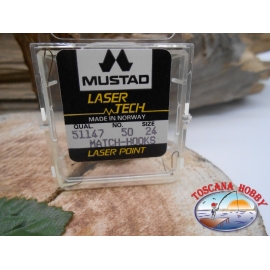 MUSTAD
LASER
TECH
MADE IN NORWAY
QUAL. NO. SIZE
51147 50 24
MATCH-HOOKS
LASER POINT
TOSCANA HOBBY